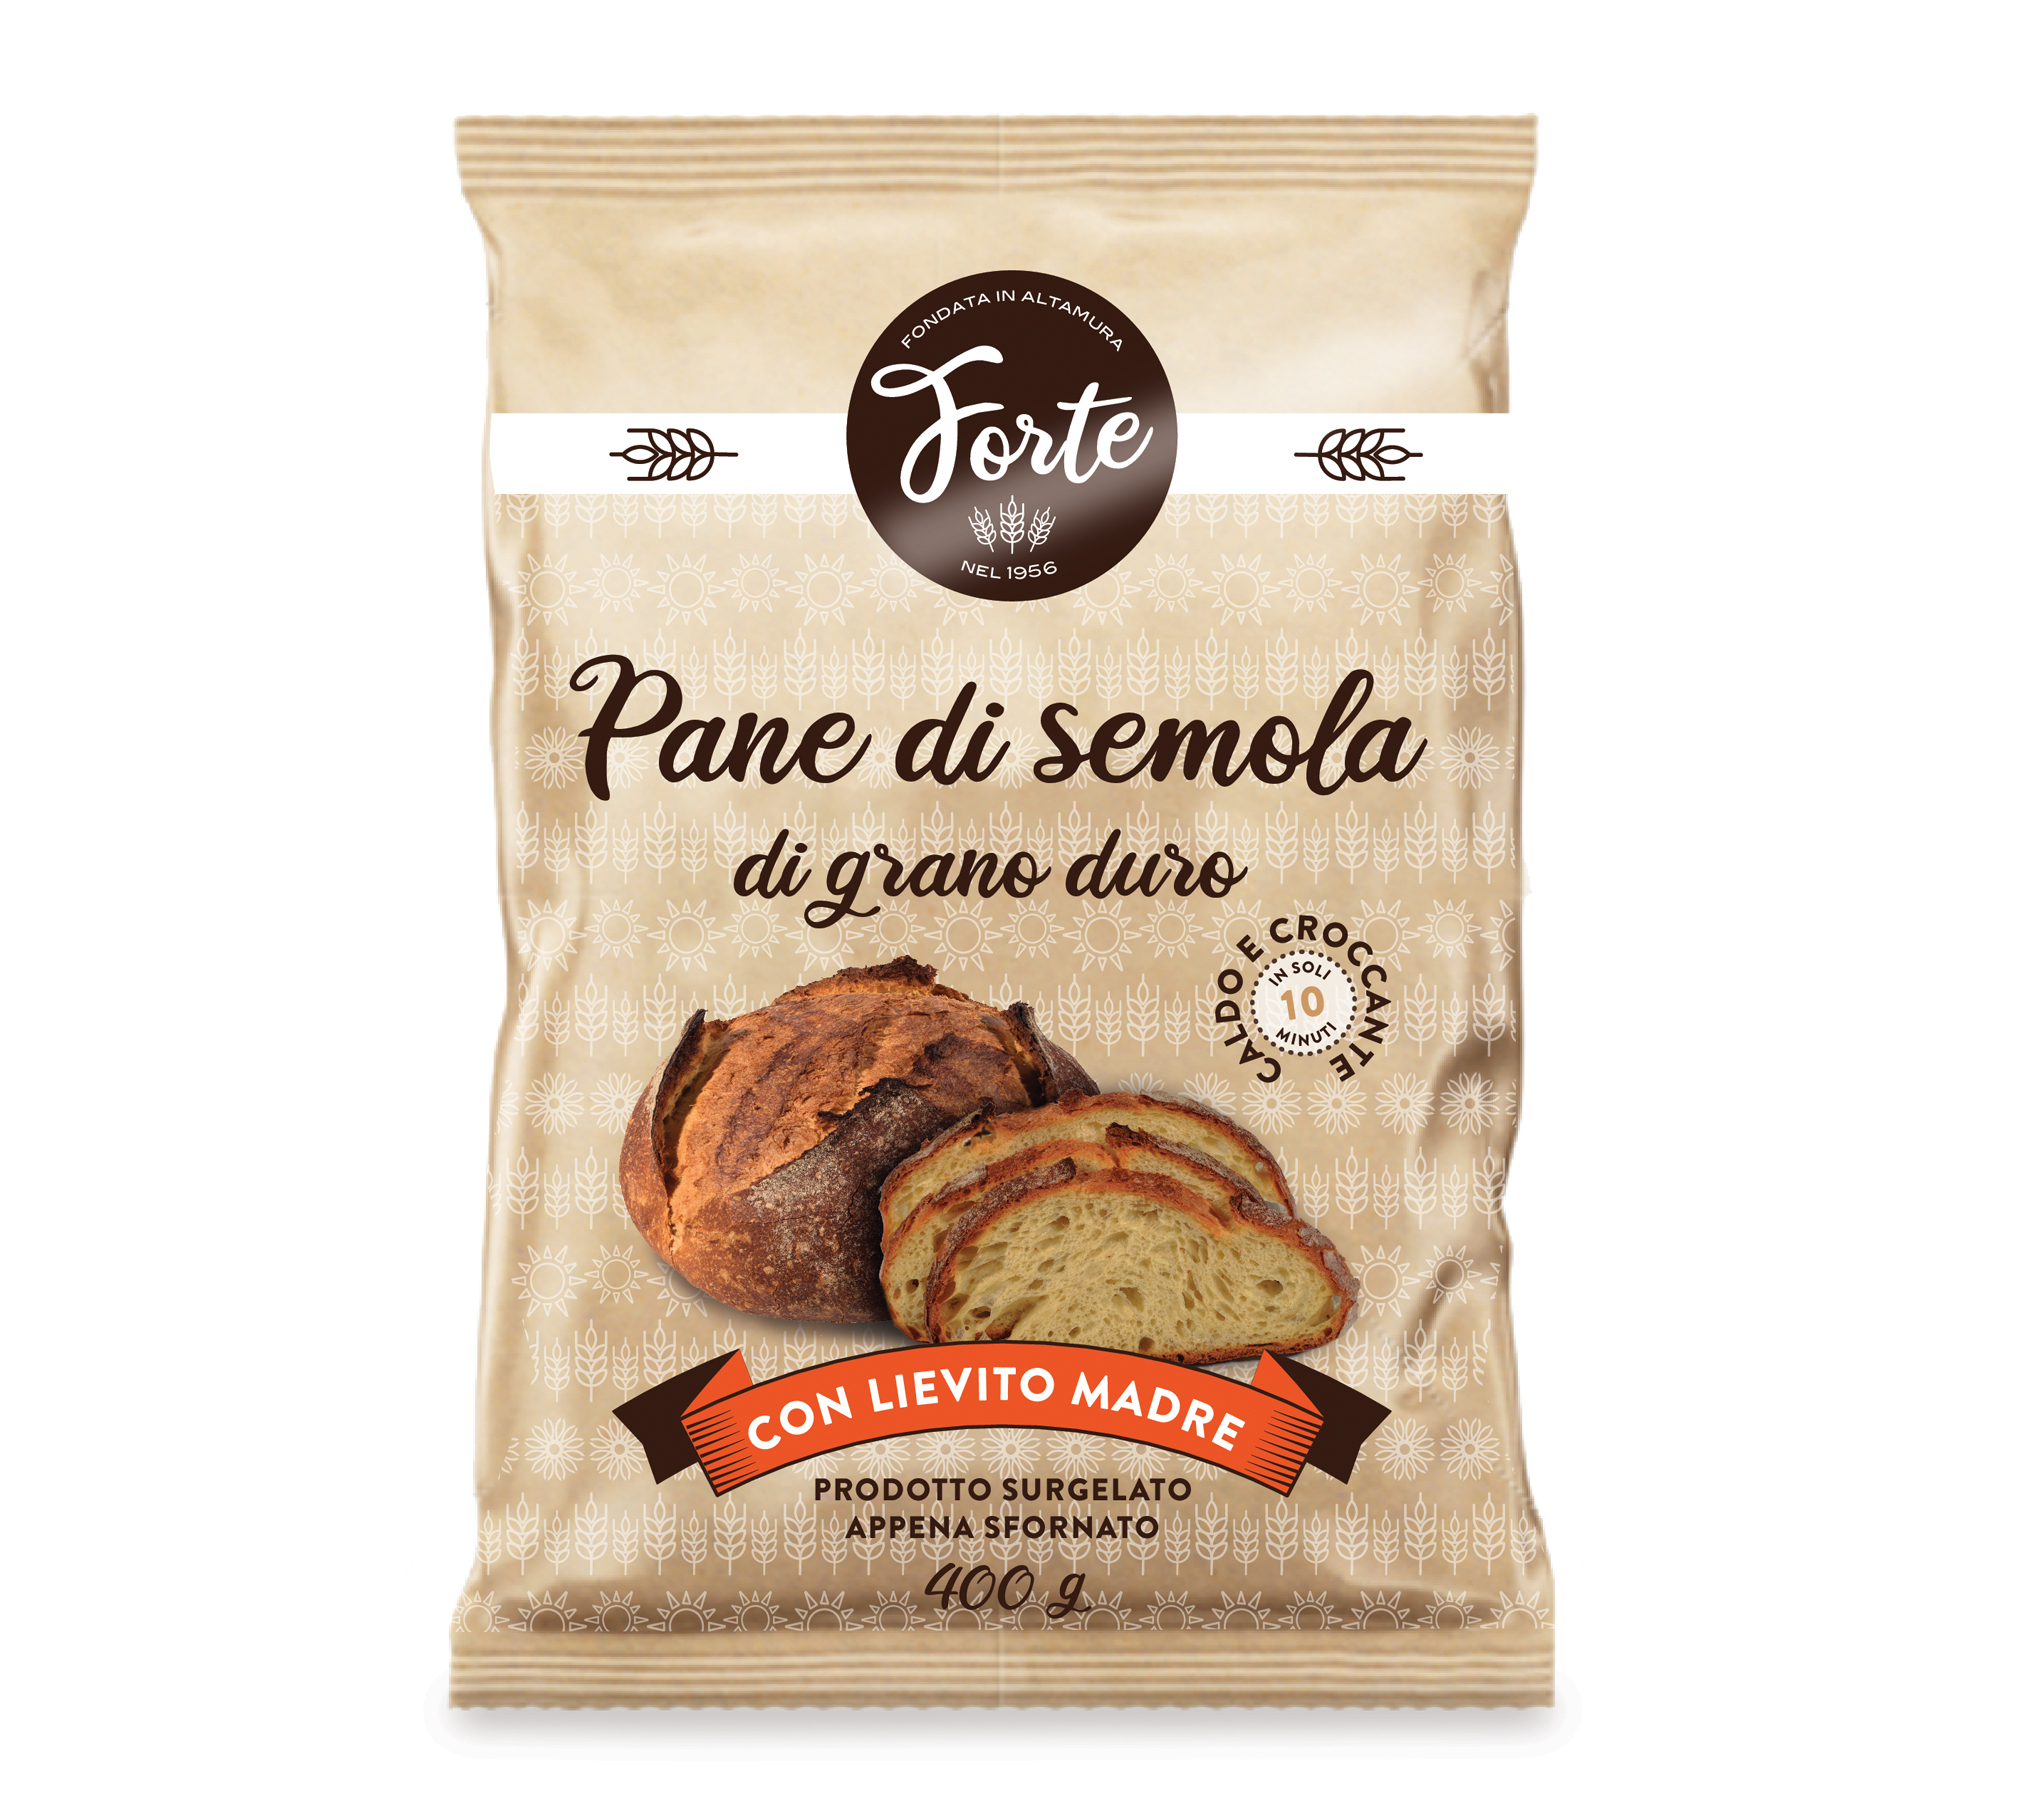 FONDATA IN ALTAMURA
Forte
NEL 1956
Pane di semola
di grano duro
CALDO E CROCCANTE
IN SOLI
10
MINUTI
CON LIEVITO MADRE
PRODOTTO SURGELATO
APPENA SFORNATO
400 g